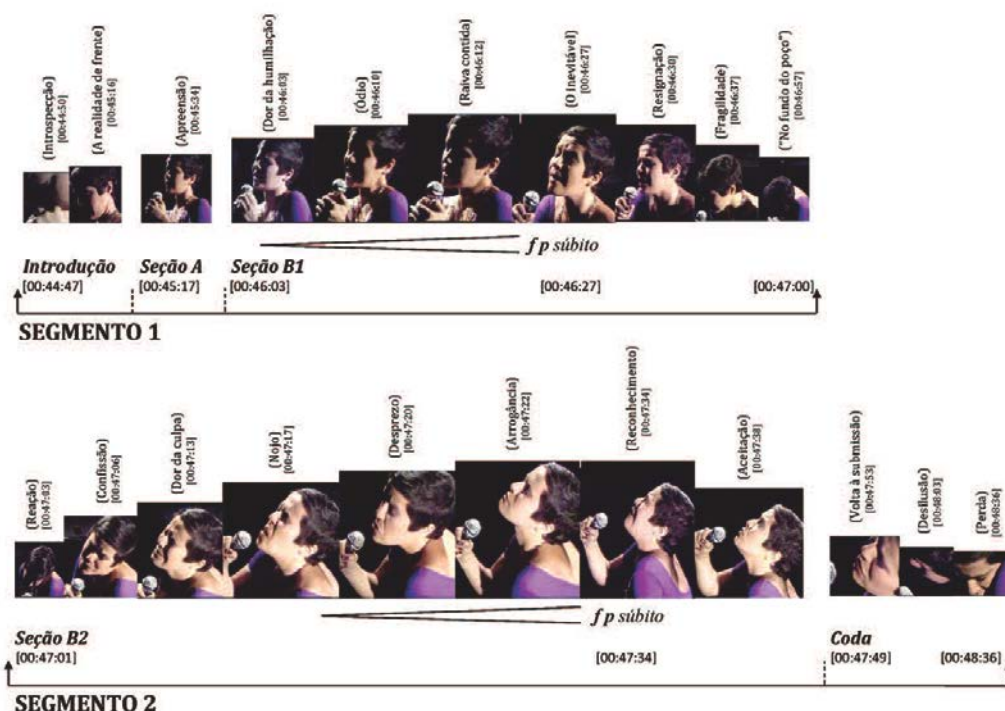 (Introspecção)
[00:44:50]
(A realidade de frente)
[00:45:16]
(Apreensão)
[00:45:34]
(Dor da humilhação)
[00:46:03]
(Ódio)
[00:46:10]
(Raiva contida)
[00:46:12]
(O inevitável)
[00:46:27]
(Resignação)
[00:46:30]
(Fragilidade)
[00:46:37]
("No fundo do poço")
[00:46:57]
f p súbito
Introdução
Seção A
Seção B1
[00:44:47]
[00:45:17]
[00:46:03]
[00:46:27]
[00:47:00]
SEGMENTO 1
(Reação)
[00:47:03]
(Confissão)
[00:47:06]
(Dor da culpa)
[00:47:13]
(Nojo)
[00:47:17]
(Desprezo)
[00:47:20]
(Arrogância)
[00:47:22]
(Reconhecimento)
[00:47:34]
(Aceitação)
[00:47:38]
(Volta à submissão)
[00:47:53]
(Desilusão)
[00:48:03]
(Perda)
[00:48:36]
f p súbito
Seção B2
Coda
[00:47:01]
[00:47:34]
[00:47:49]
[00:48:36]
SEGMENTO 2